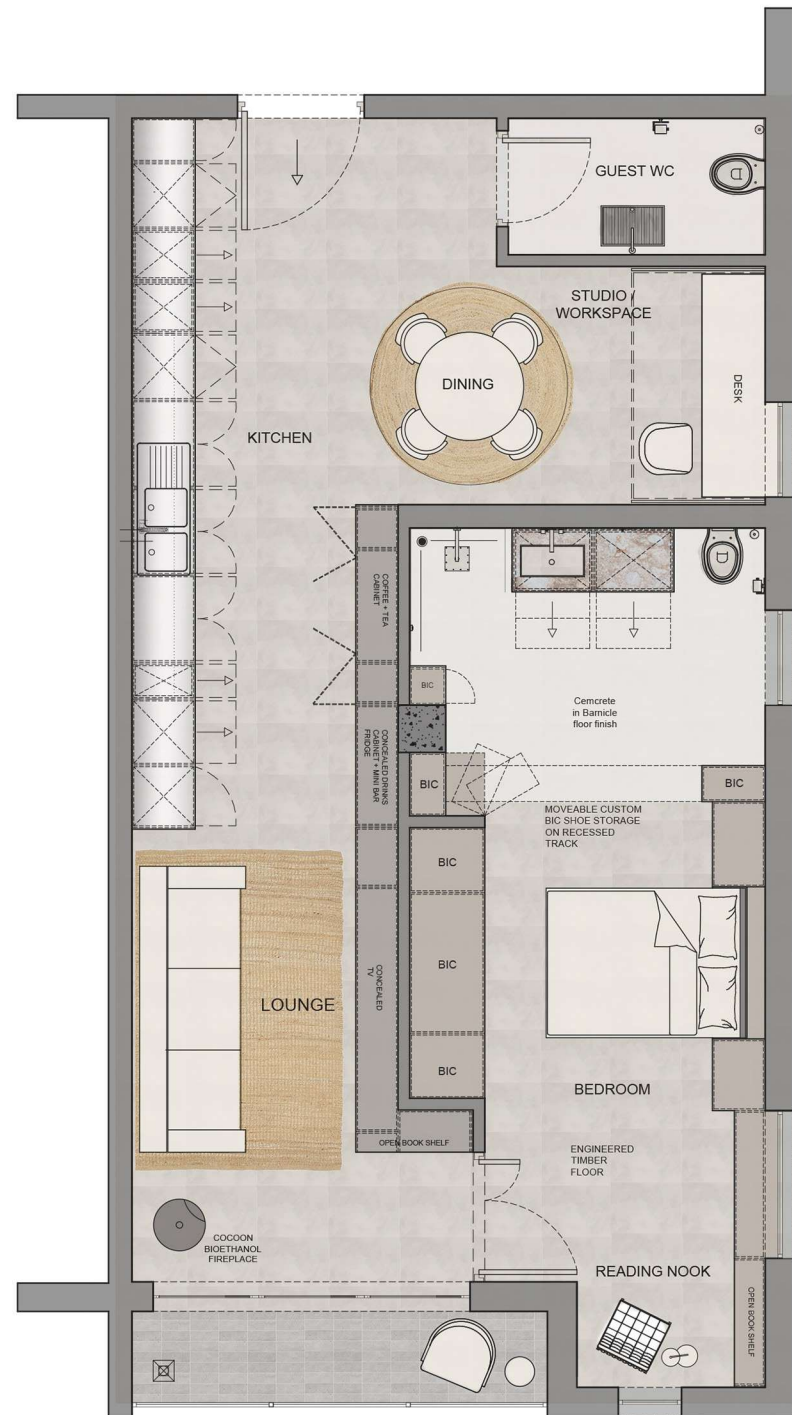 GUEST WC
STUDIO /
WORKSPACE
DESK
DINING
KITCHEN
COFFEE + TEA
CABINET
BIC
Cemcrete
in Barnicle
floor finish
CONCEALED DRINKS
CABINET + MINI BAR
FRIDGE
BIC
BIC
MOVEABLE CUSTOM
BIC SHOE STORAGE
ON RECESSED
TRACK
BIC
BIC
CONCEALED
TV
LOUNGE
BIC
BEDROOM
OPEN BOOK SHELF
ENGINEERED
TIMBER
FLOOR
COCOON
BIOETHANOL
FIREPLACE
READING NOOK
OPEN BOOK SHELF